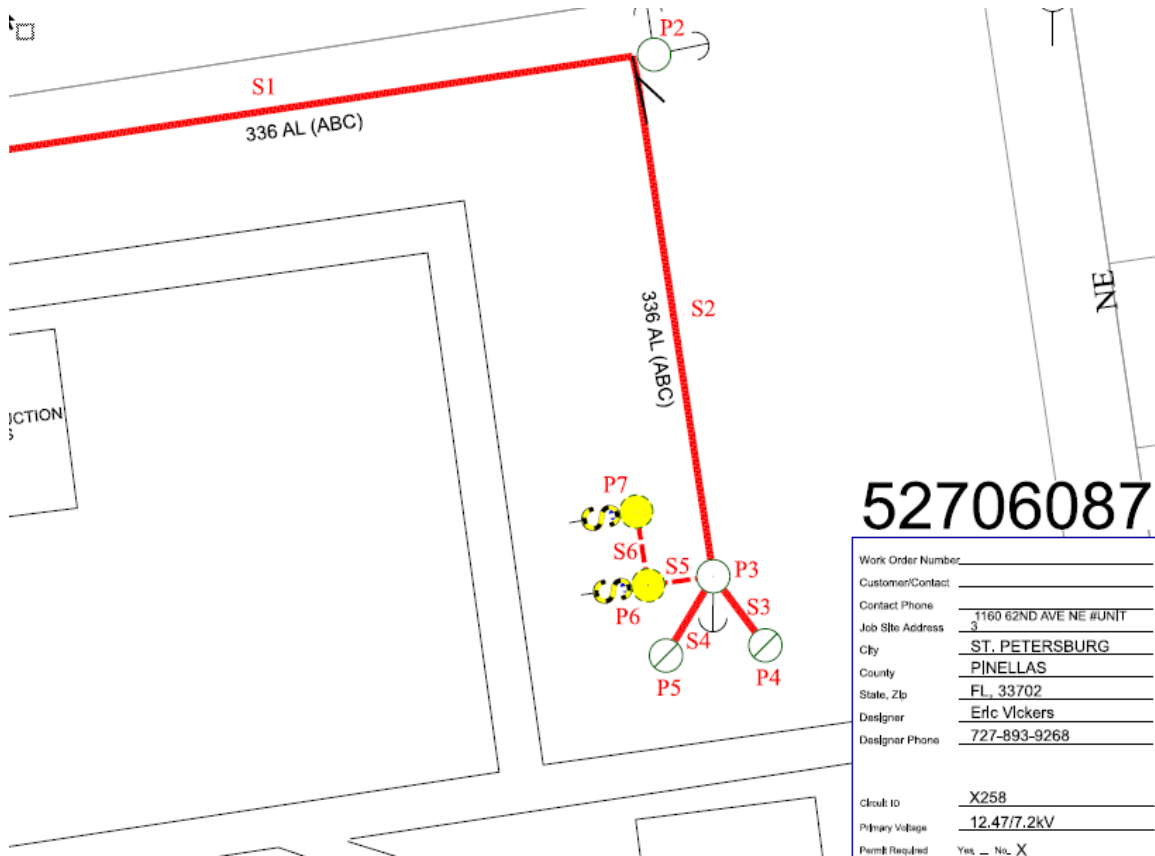 P2
S1
336 AL (ABC)
NE
S2
336 AL (ABC)
P7
52706087
S6
S5
P3
P6
S3
S4
P5
P4
Work Order Number
Customer/Contact
Contact Phone
Job Site Address 1160 62ND AVE NE #UNIT
3
City ST. PETERSBURG
County PINELLAS
State, Zip FL, 33702
Designer Eric Vickers
Designer Phone 727-893-9268
Circuit ID X258
Primary Voltage 12.47/7.2kV
Permit Required Yes _ No_ X